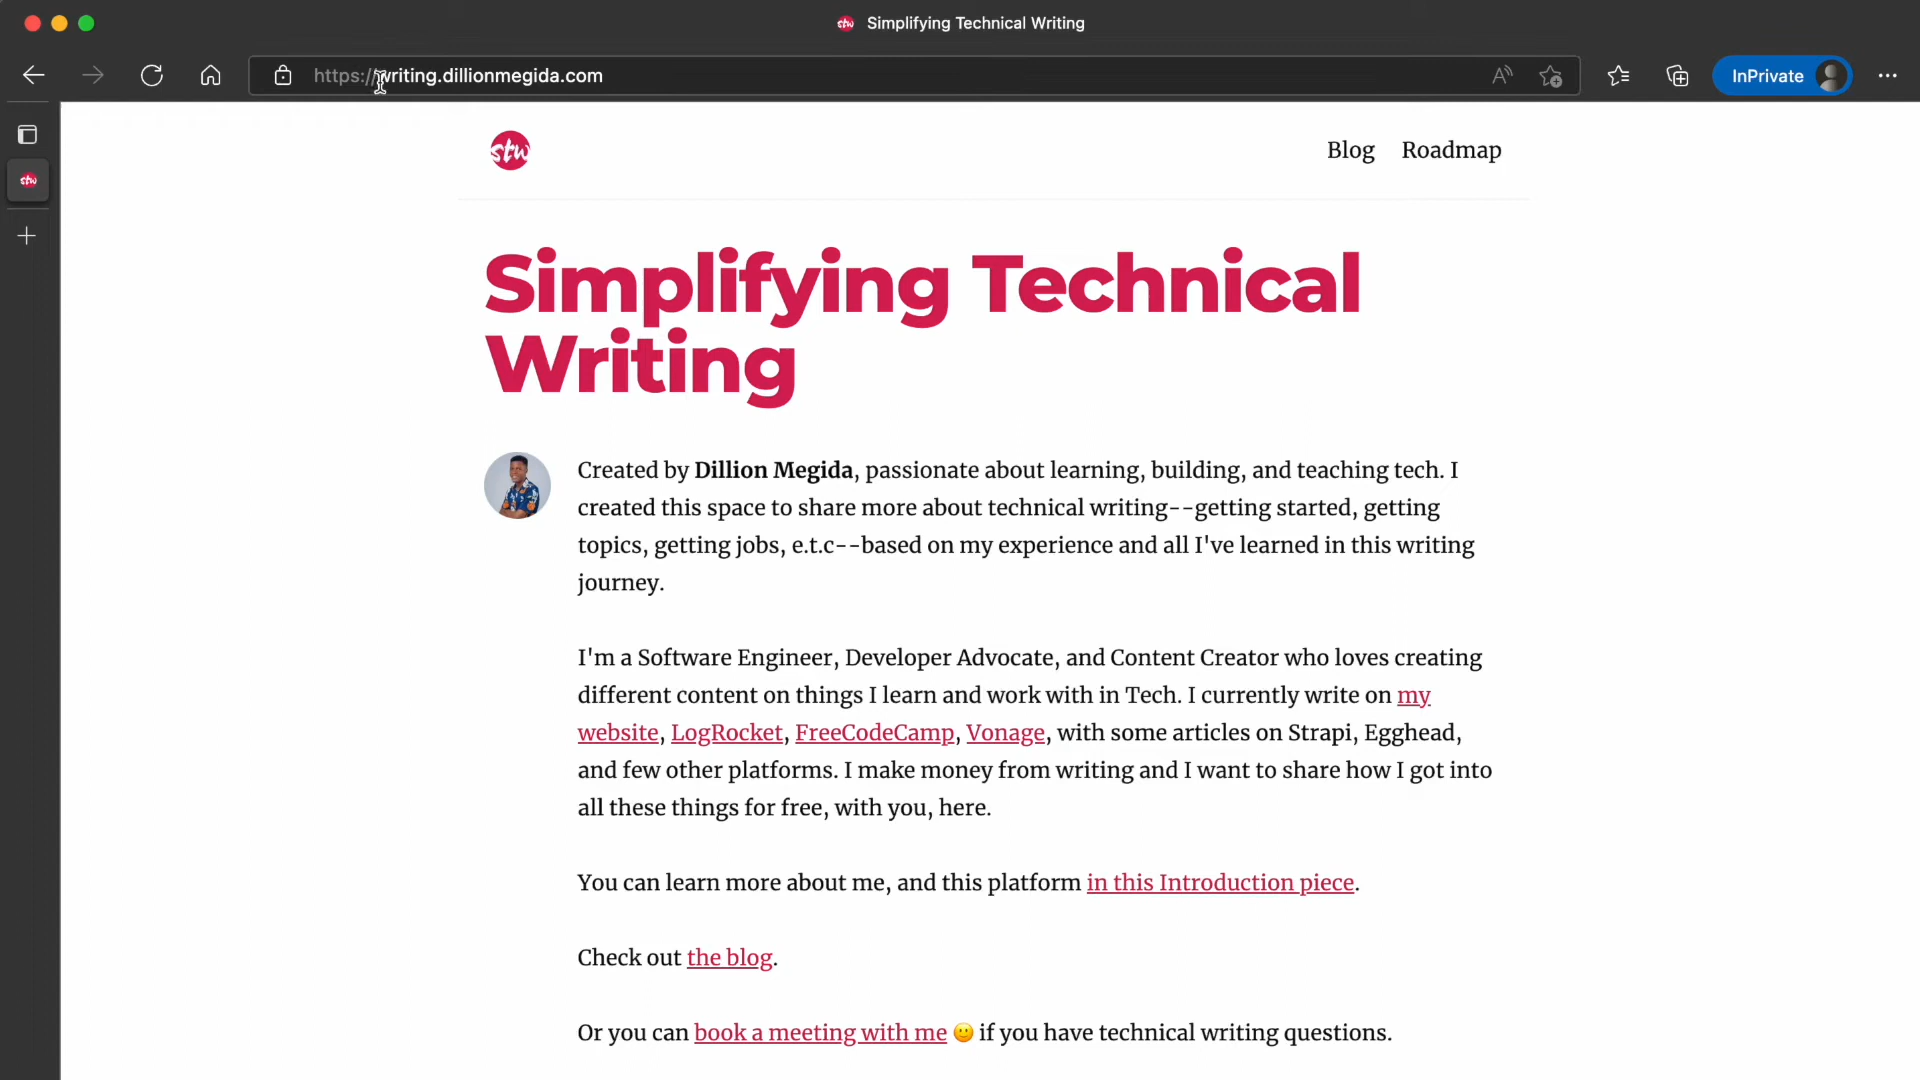 Simplifying Technical Writing
https://writing.dillionmegida.com
InPrivate
stw
Blog Roadmap
Simplifying Technical
Writing
Created by Dillion Megida, passionate about learning, building, and teaching tech. I
created this space to share more about technical writing--getting started, getting
topics, getting jobs, e.t.c--based on my experience and all I've learned in this writing
journey.
I'm a Software Engineer, Developer Advocate, and Content Creator who loves creating
different content on things I learn and work with in Tech. I currently write on my
website, LogRocket, FreeCodeCamp, Vonage, with some articles on Strapi, Egghead,
and few other platforms. I make money from writing and I want to share how I got into
all these things for free, with you, here.
You can learn more about me, and this platform in this Introduction piece.
Check out the blog.
Or you can book a meeting with me 🙂 if you have technical writing questions.